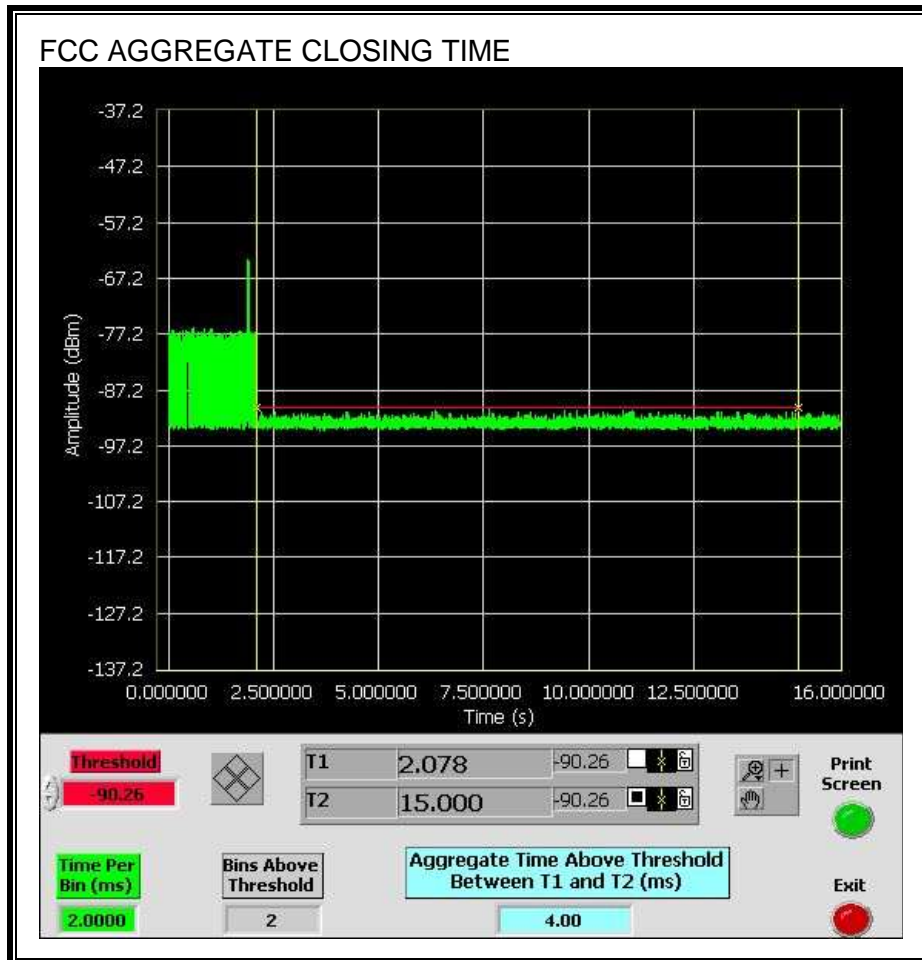 FCC AGGREGATE CLOSING TIME
-37.2
-47.2
-57.2
-67.2
-77.2
-87.2
-97.2
-107.2
-117.2
-127.2
-137.2
Amplitude (dBm)
0.000000 2.500000 5.000000 7.500000 10.000000 12.500000 16.000000
Time (s)
Threshold
-90.26
T1 2.078 -90.26
T2 15.000 -90.26
Print
Screen
Time Per
Bin (ms)
2.0000
Bins Above
Threshold
2
Aggregate Time Above Threshold
Between T1 and T2 (ms)
4.00
Exit